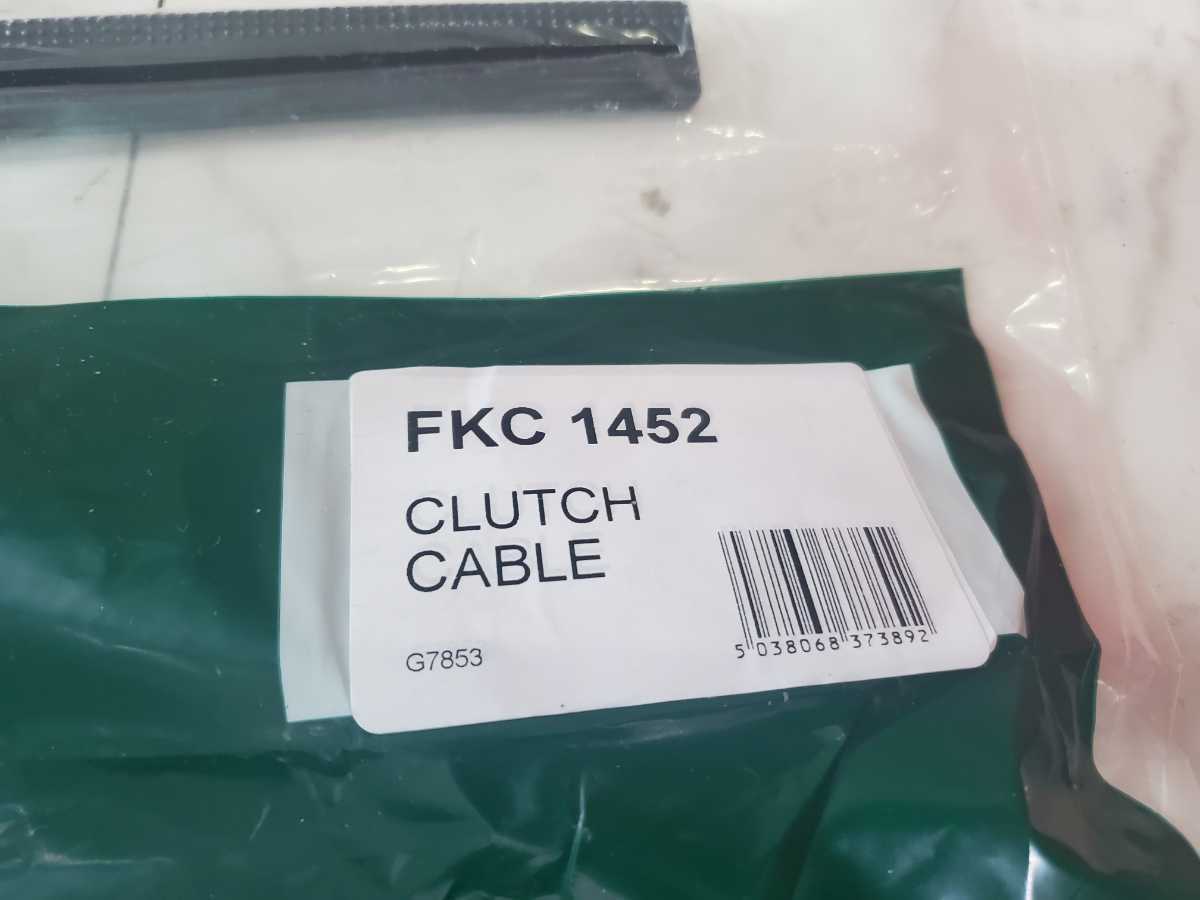 FKC 1452
CLUTCH
CABLE
G7853
5 038068 373892